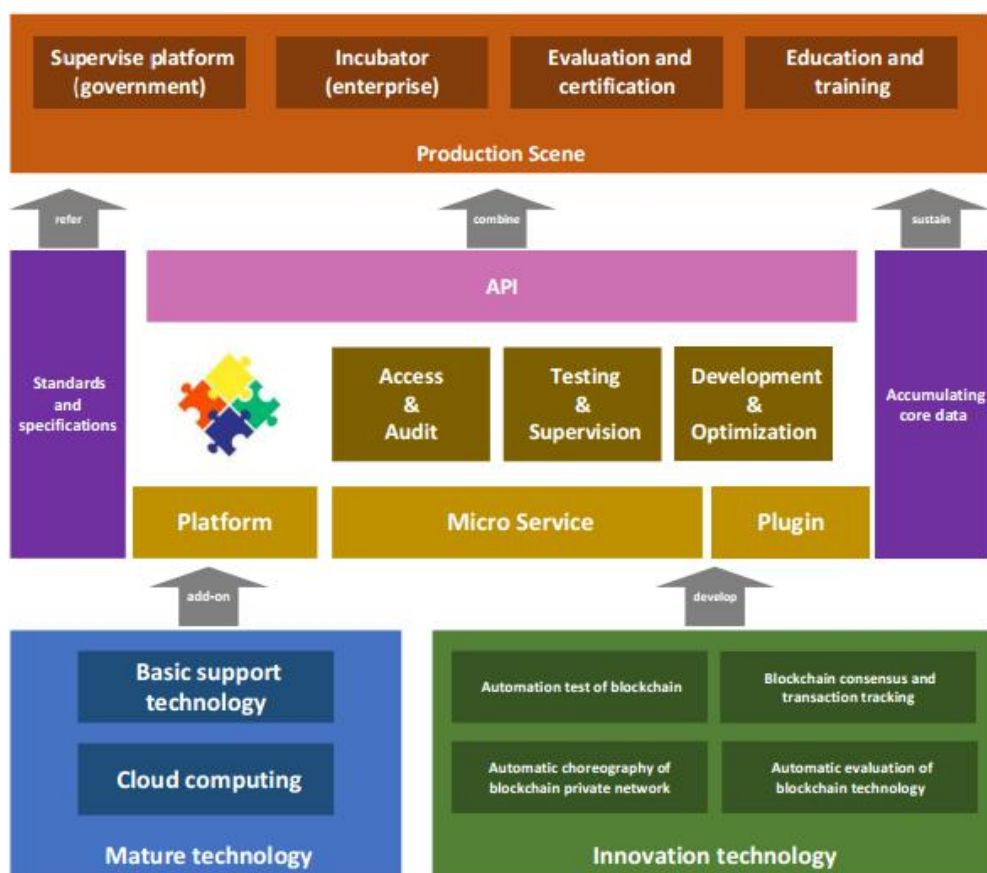 Supervise platform
(government)
Incubator
(enterprise)
Evaluation and
certification
Education and
training
Production Scene
refer
combine
sustain
API
Standards
and
specifications
Access
&
Audit
Testing
&
Supervision
Development
&
Optimization
Accumulating
core data
Platform
Micro Service
Plugin
add-on
develop
Basic support
technology
Cloud computing
Mature technology
Automation test of blockchain
Blockchain consensus and
transaction tracking
Automatic choreography of
blockchain private network
Automatic evaluation of
blockchain technology
Innovation technology